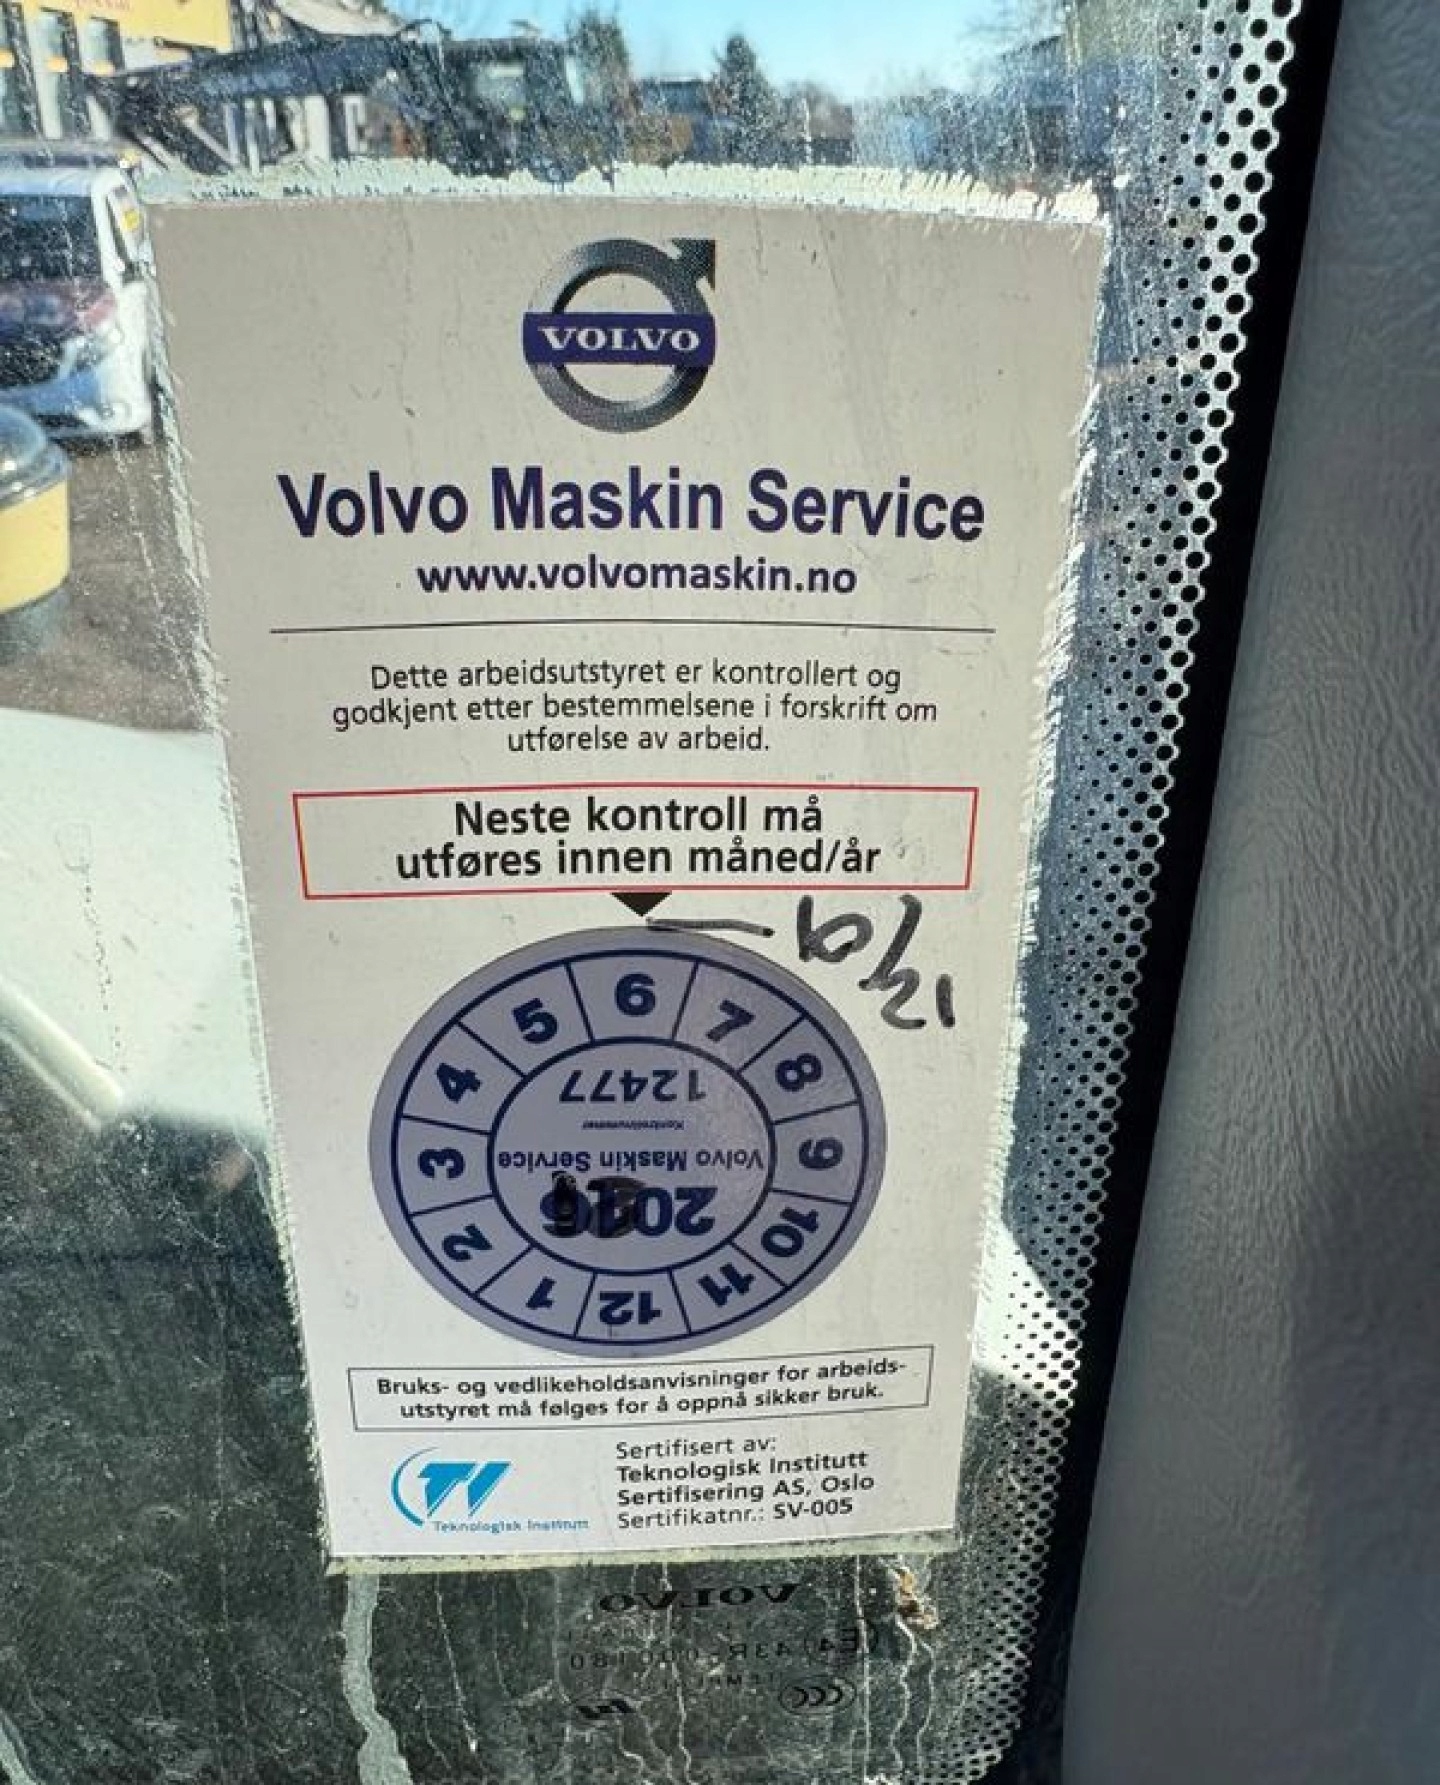 VOLVO
Volvo Maskin Service
www.volvomaskin.no
Dette arbeidsutstyret er kontrollert og
godkjent etter bestemmelsene i forskrift om
utførelse av arbeid.
Neste kontroll må
utføres innen måned/år
6
7
8
9
10
11
12
1
2
3
4
5
12477
Kontrollnummer
Volvo Maskin Service
Bruks- og vedlikeholdsanvisninger for arbeids-
utstyret må følges for å oppnå sikker bruk.
Teknologisk Institutt
Sertifisert av:
Teknologisk Institutt
Sertifisering AS, Oslo
Sertifikatnr.: SV-005
VOLVO
43R